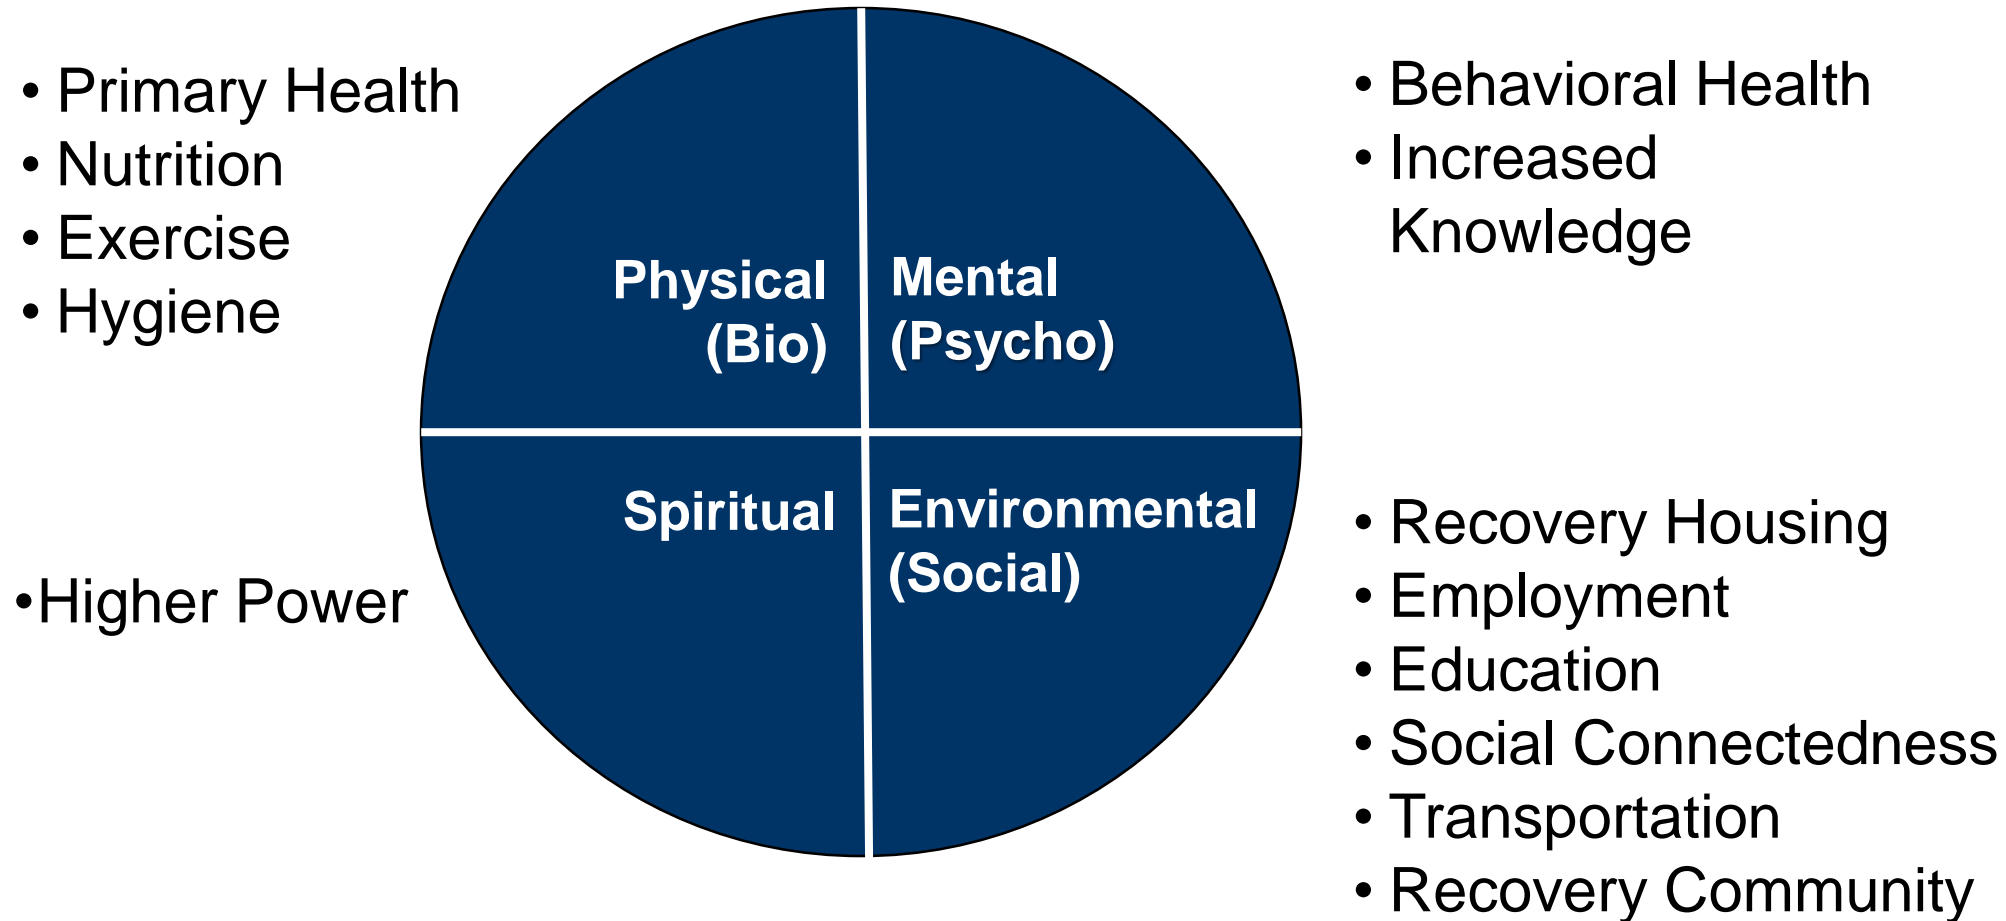 • Primary Health
• Nutrition
• Exercise
• Hygiene
Physical
(Bio)
Mental
(Psycho)
• Behavioral Health
• Increased
Knowledge
Spiritual
•Higher Power
Environmental
(Social)
• Recovery Housing
• Employment
• Education
• Social Connectedness
• Transportation
• Recovery Community